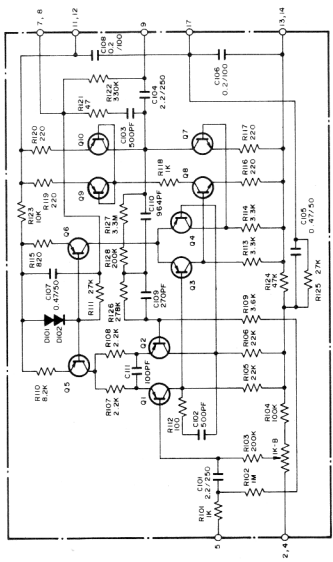 7, 8
11, 12
9
13, 14
C108
0.2
/100
C106
0.2/100
R122
330K
R121
47
C104
2.2/250
C103
500PF
R120
220
Q10
Q7
R117
220
R119
220
Q9
R118
1K
Q8
R116
220
R123
10K
C110
964PF
R127
3.3M
R115
820
Q6
Q4
R114
3.3K
C105
0.47/50
R128
200K
C107
0.47/50
R111
27K
Q3
R113
3.3K
R124
47K
R125
27K
R126
278K
C109
270PF
D101
D102
R109
3.6K
R108
2.2K
Q2
R106
22K
C111
100PF
Q5
R110
8.2K
R107
2.2K
Q1
R105
2.2K
R112
100
C102
500PF
R104
100K
R103
200K
1K-B
C101
2.2/250
R102
1M
R101
1K
5
2, 4